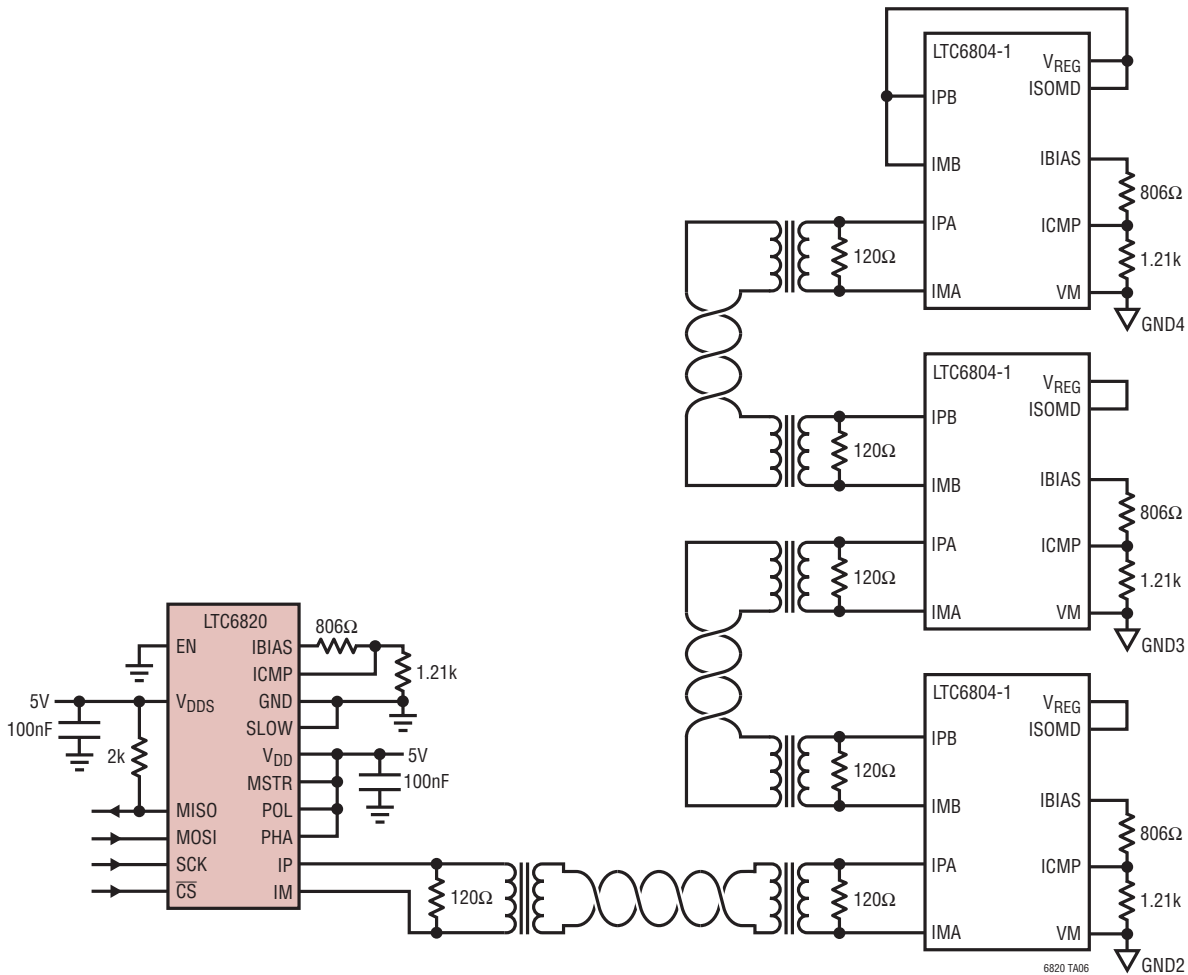 LTC6804-1
VREG
ISOMD
IPB
IMB
IBIAS
806Ω
IPA
ICMP
120Ω
1.21k
IMA
VM
GND4
LTC6804-1
VREG
ISOMD
IPB
120Ω
IMB
IBIAS
806Ω
IPA
ICMP
120Ω
1.21k
IMA
VM
GND3
LTC6804-1
VREG
ISOMD
IPB
120Ω
IMB
IBIAS
806Ω
IPA
ICMP
120Ω
1.21k
IMA
VM
GND2
LTC6820
806Ω
EN
IBIAS
ICMP
1.21k
5V
VDDS
GND
100nF
SLOW
2k
VDD
5V
MSTR
100nF
MISO
POL
MOSI
PHA
SCK
IP
CS
IM
120Ω
6820 TA06